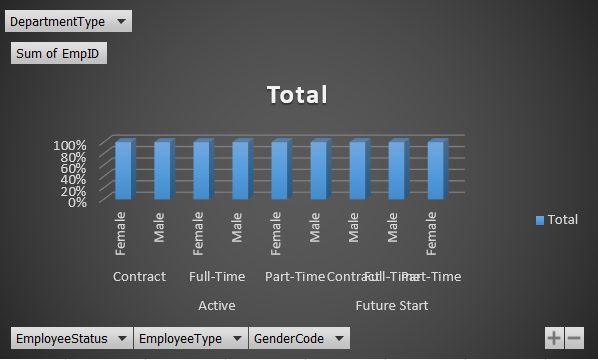 DepartmentType
Sum of EmpID
Total
100%
80%
60%
40%
20%
0%
Female Male Female Male Female Male Male Male Female
Contract Full-Time Part-Time Contract Full-Time Part-Time
Active Future Start
Total
EmployeeStatus EmployeeType GenderCode